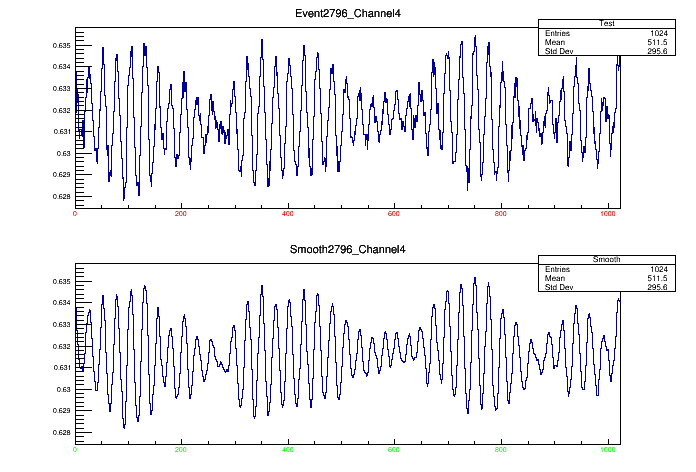 Event2796_Channel4
Test
Entries 1024
Mean 511.5
Std Dev 295.6
0.635
0.634
0.633
0.632
0.631
0.63
0.629
0.628
0 200 400 600 800 1000
Smooth2796_Channel4
Smooth
Entries 1024
Mean 511.5
Std Dev 295.6
0.635
0.634
0.633
0.632
0.631
0.63
0.629
0.628
0 200 400 600 800 1000